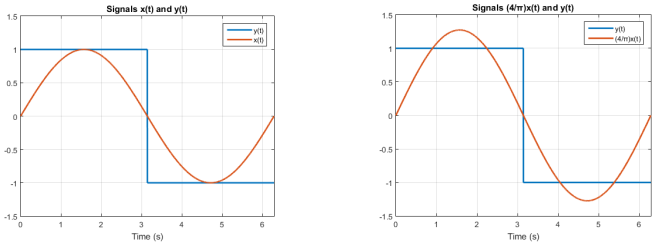 Signals x(t) and y(t)
y(t)
x(t)
1.5
1
0.5
0
-0.5
-1
-1.5
0 1 2 3 4 5 6
Time (s)
Signals (4/π)x(t) and y(t)
y(t)
(4/π)x(t)
1.5
1
0.5
0
-0.5
-1
-1.5
0 1 2 3 4 5 6
Time (s)